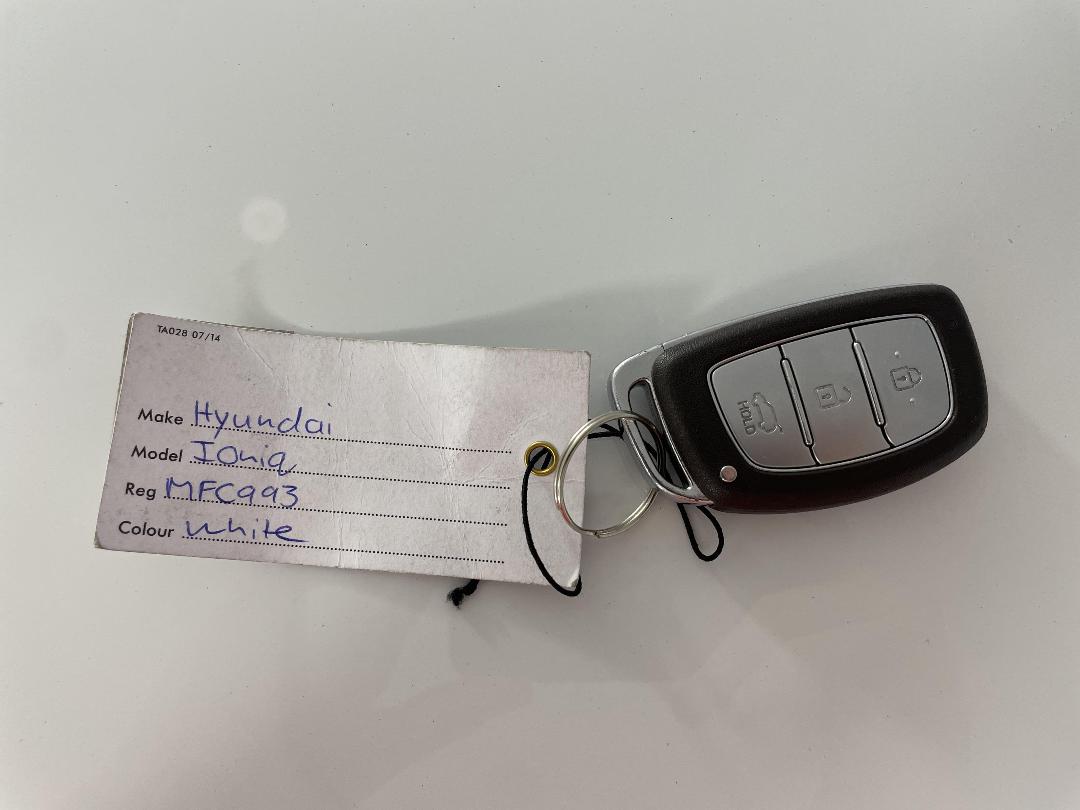 TA028 07/14
Make Hyundai
Model Ioniq
Reg MFC993
Colour White
HOLD